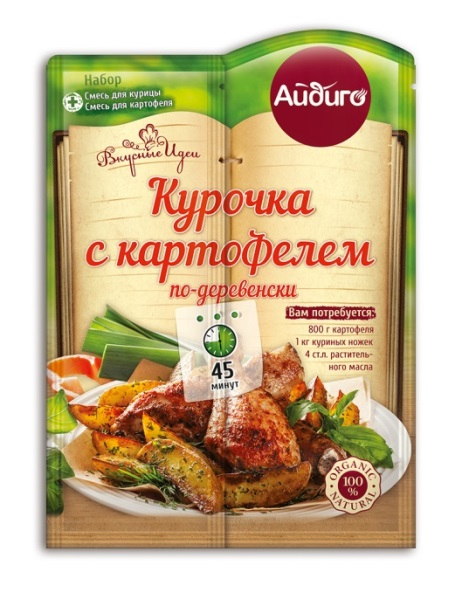 Набор
Смесь для курицы
Смесь для картофеля
Айдиго
Вкусные Идеи
Курочка
с картофелем
по-деревенски
Вам потребуется:
800 г картофеля
1 кг куриных ножек
4 ст.л. раститель-
ного масла
45
минут
ORGANIC
100%
NATURAL